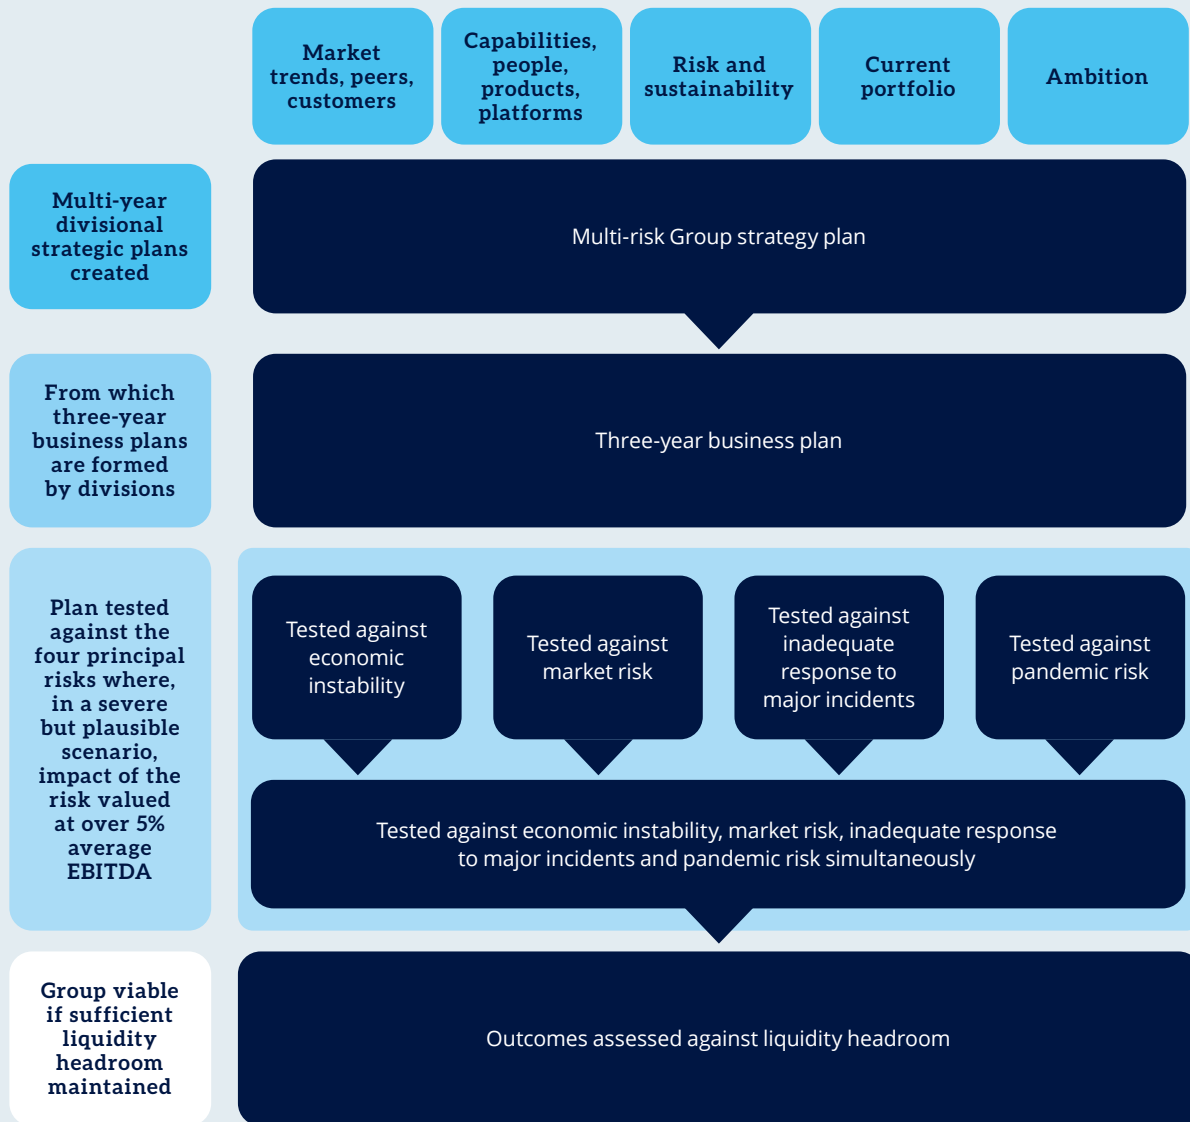 Market
trends, peers,
customers
Capabilities,
people,
products,
platforms
Risk and
sustainability
Current
portfolio
Ambition
Multi-year
divisional
strategic plans
created
Multi-risk Group strategy plan
From which
three-year
business plans
are formed
by divisions
Three-year business plan
Plan tested
against the
four principal
risks where,
in a severe
but plausible
scenario,
impact of the
risk valued
at over 5%
average
EBITDA
Tested against
economic
instability
Tested against
market risk
Tested against
inadequate
response to
major incidents
Tested against
pandemic risk
Tested against economic instability, market risk, inadequate response
to major incidents and pandemic risk simultaneously
Group viable
if sufficient
liquidity
headroom
maintained
Outcomes assessed against liquidity headroom